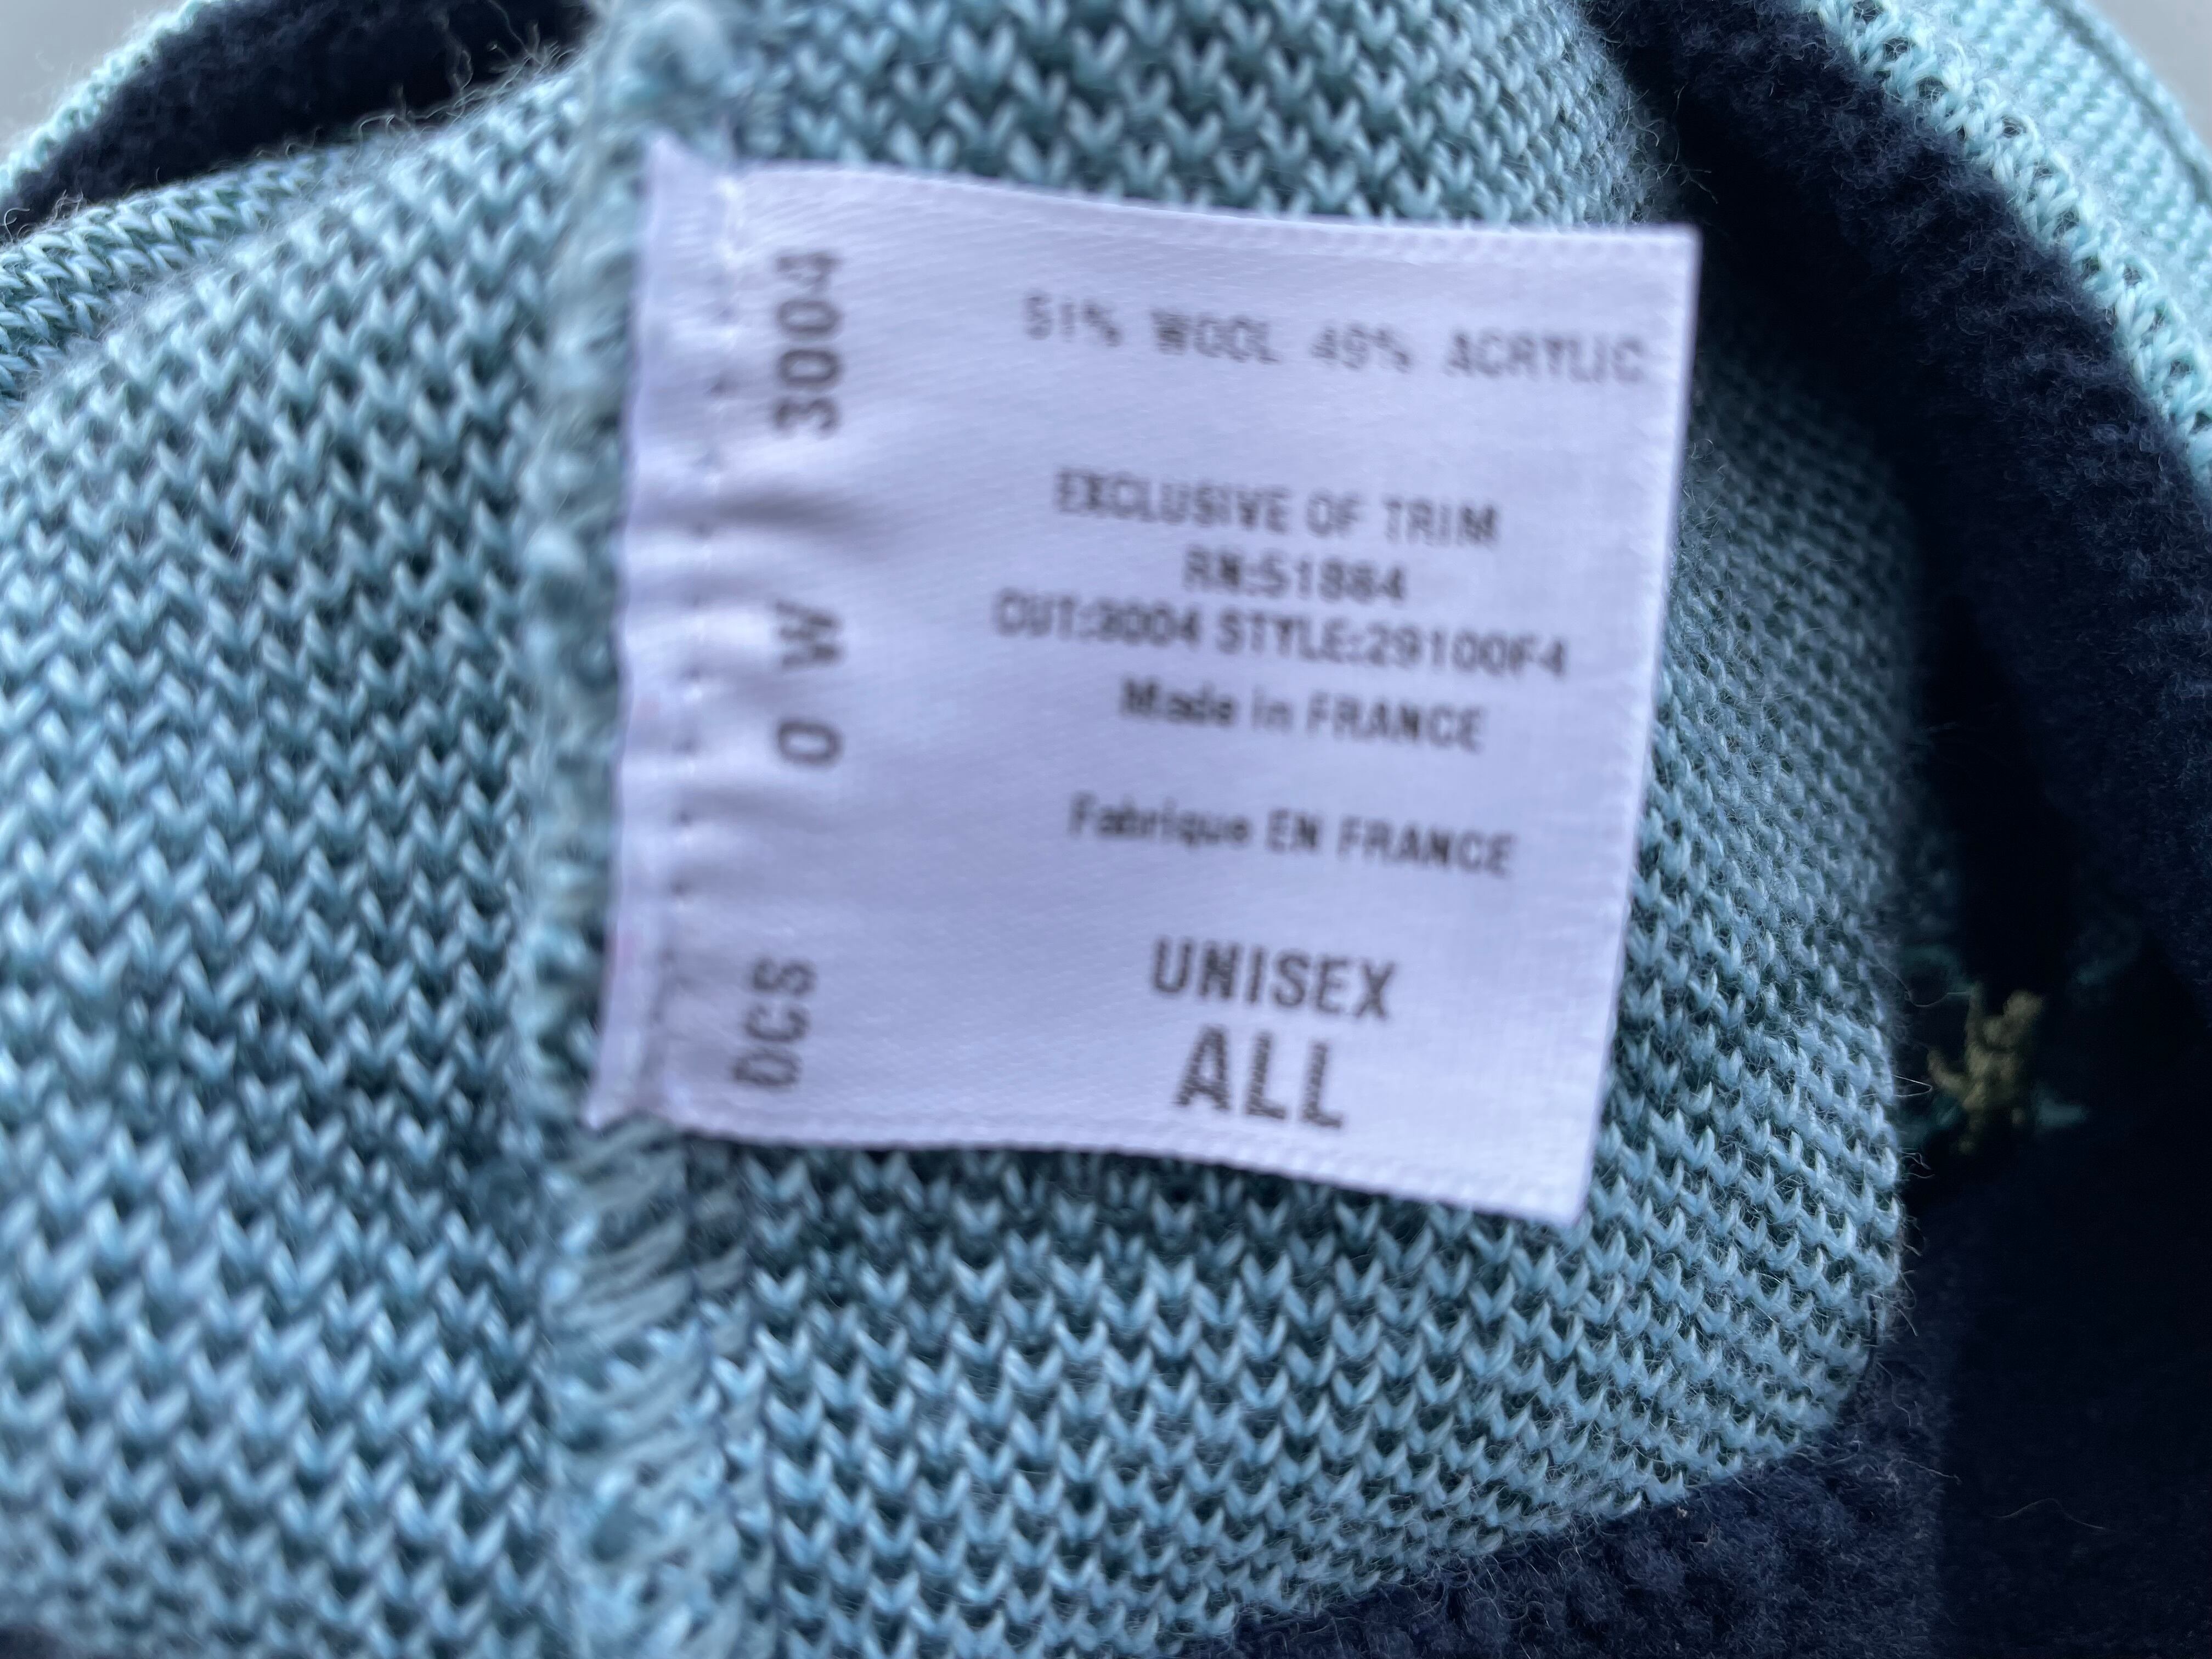 51% WOOL 49% ACRYLIC
EXCLUSIVE OF TRIM
RN:51884
CUT:3004 STYLE:29100F4
Made in FRANCE
Fabrique EN FRANCE
UNISEX
ALL
DCS 0 W 3004